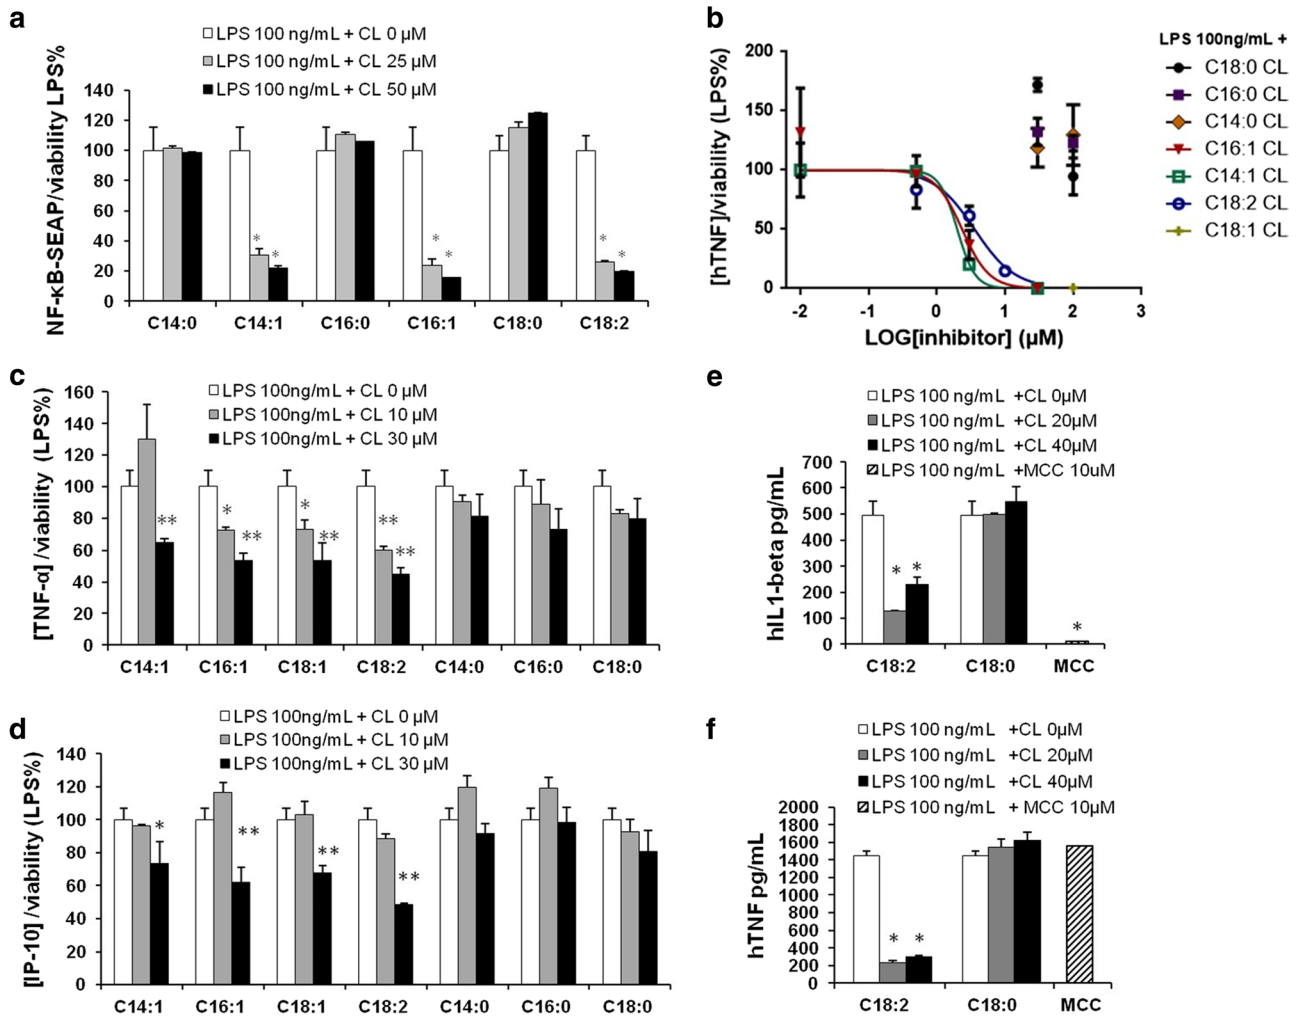 a
LPS 100 ng/mL + CL 0 µM
LPS 100 ng/mL + CL 25 µM
LPS 100 ng/mL + CL 50 µM
NF-κB-SEAP/viability LPS%
140
120
100
80
60
40
20
0
* * * * * *
C14:0 C14:1 C16:0 C16:1 C18:0 C18:2
b
LPS 100ng/mL +
C18:0 CL
C16:0 CL
C14:0 CL
C16:1 CL
C14:1 CL
C18:2 CL
C18:1 CL
[hTNF]/viability (LPS%)
200
150
100
50
0
-2 -1 0 1 2 3
LOG[inhibitor] (µM)
c
LPS 100ng/mL + CL 0 µM
LPS 100ng/mL + CL 10 µM
LPS 100ng/mL + CL 30 µM
[TNF-α] /viability (LPS%)
160
140
120
100
80
60
40
20
0
** * ** * ** ** **
C14:1 C16:1 C18:1 C18:2 C14:0 C16:0 C18:0
e
LPS 100 ng/mL +CL 0µM
LPS 100 ng/mL +CL 20µM
LPS 100 ng/mL +CL 40µM
LPS 100 ng/mL +MCC 10uM
hIL1-beta pg/mL
700
600
500
400
300
200
100
0
* * *
C18:2 C18:0 MCC
d
LPS 100ng/mL + CL 0 µM
LPS 100ng/mL + CL 10 µM
LPS 100ng/mL + CL 30 µM
[IP-10] /viability (LPS%)
140
120
100
80
60
40
20
0
* ** ** **
C14:1 C16:1 C18:1 C18:2 C14:0 C16:0 C18:0
f
LPS 100 ng/mL +CL 0µM
LPS 100 ng/mL +CL 20µM
LPS 100 ng/mL +CL 40µM
LPS 100 ng/mL + MCC 10µM
hTNF pg/mL
2000
1800
1600
1400
1200
1000
800
600
400
200
0
* *
C18:2 C18:0 MCC